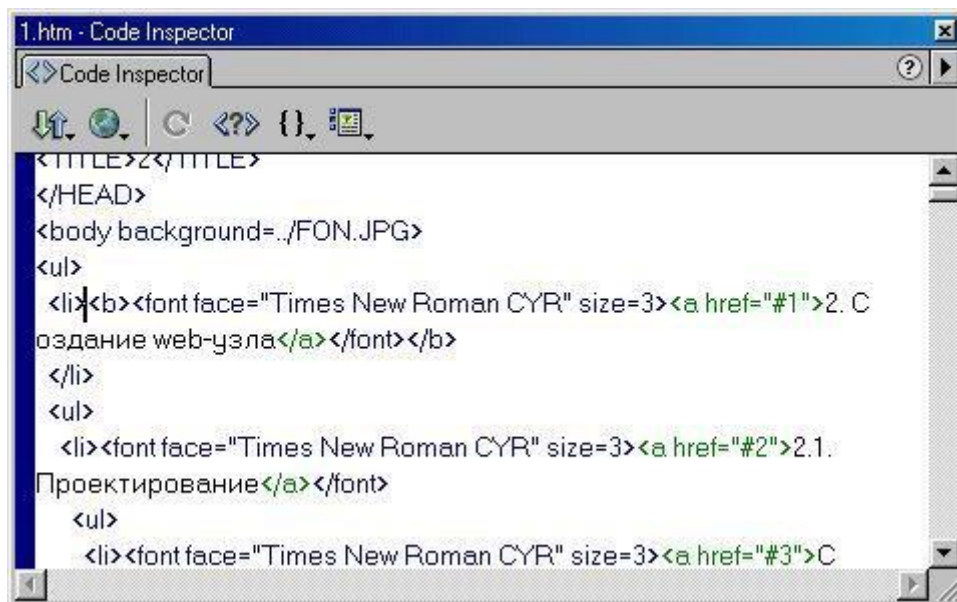 1.htm - Code Inspector
<>Code Inspector
<TITLE>2</TITLE>
</HEAD>
<body background=../FON.JPG>
<ul>
<li><b><font face="Times New Roman CYR" size=3><a href="#1">2. С
оздание web-узла</a></font></b>
</li>
<ul>
<li><font face="Times New Roman CYR" size=3><a href="#2">2.1.
Проектирование</a></font>
<ul>
<li><font face="Times New Roman CYR" size=3><a href="#3">С